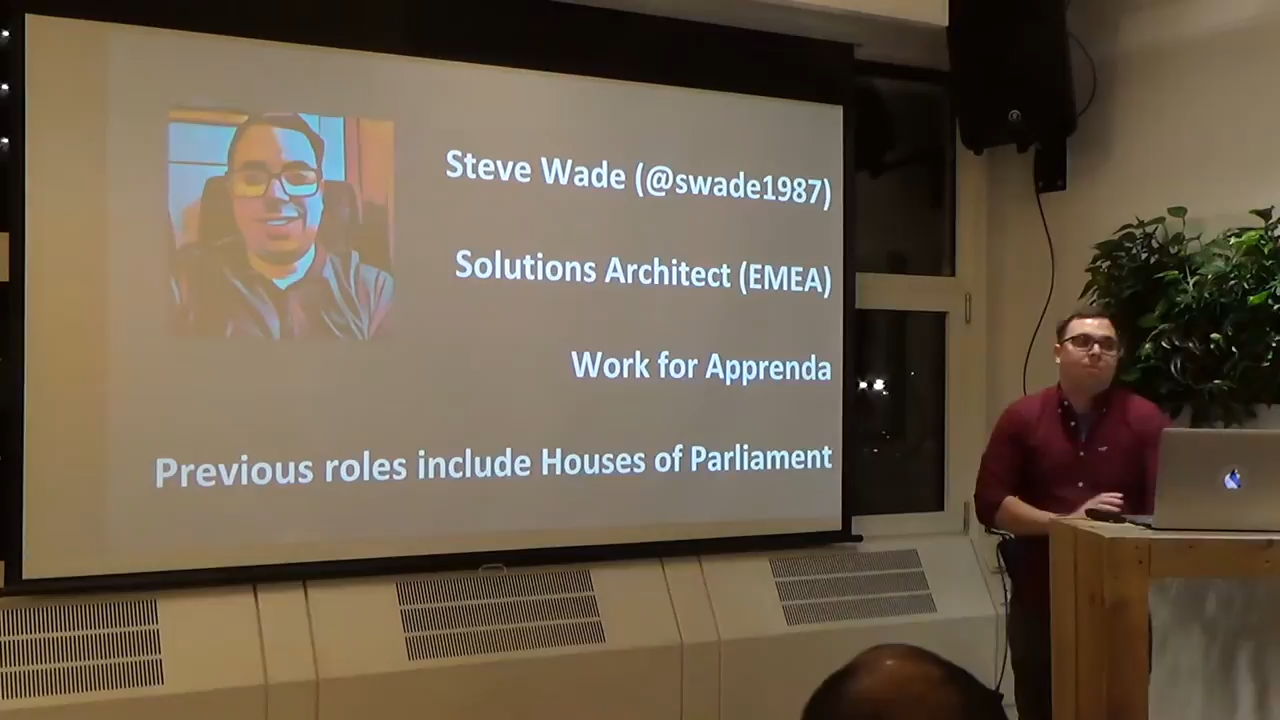 Steve Wade (@swade1987)
Solutions Architect (EMEA)
Work for Apprenda
Previous roles include Houses of Parliament